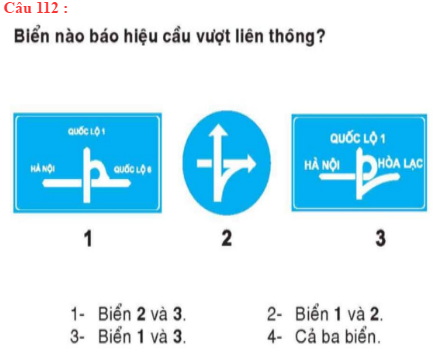 Câu 112 :
Biển nào báo hiệu cầu vượt liên thông?
QUỐC LỘ 1
HÀ NỘI
QUỐC LỘ 6
QUỐC LỘ 1
HÀ NỘI
HÒA LẠC
1 2 3
1- Biển 2 và 3. 2- Biển 1 và 2.
3- Biển 1 và 3. 4- Cả ba biển.